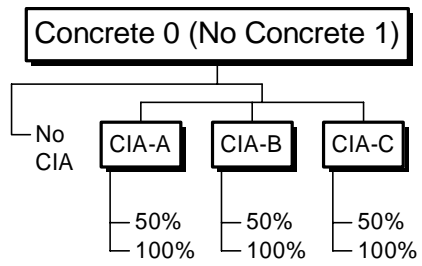 Concrete 0 (No Concrete 1)
No
CIA
CIA-A
CIA-B
CIA-C
50%
100%
50%
100%
50%
100%